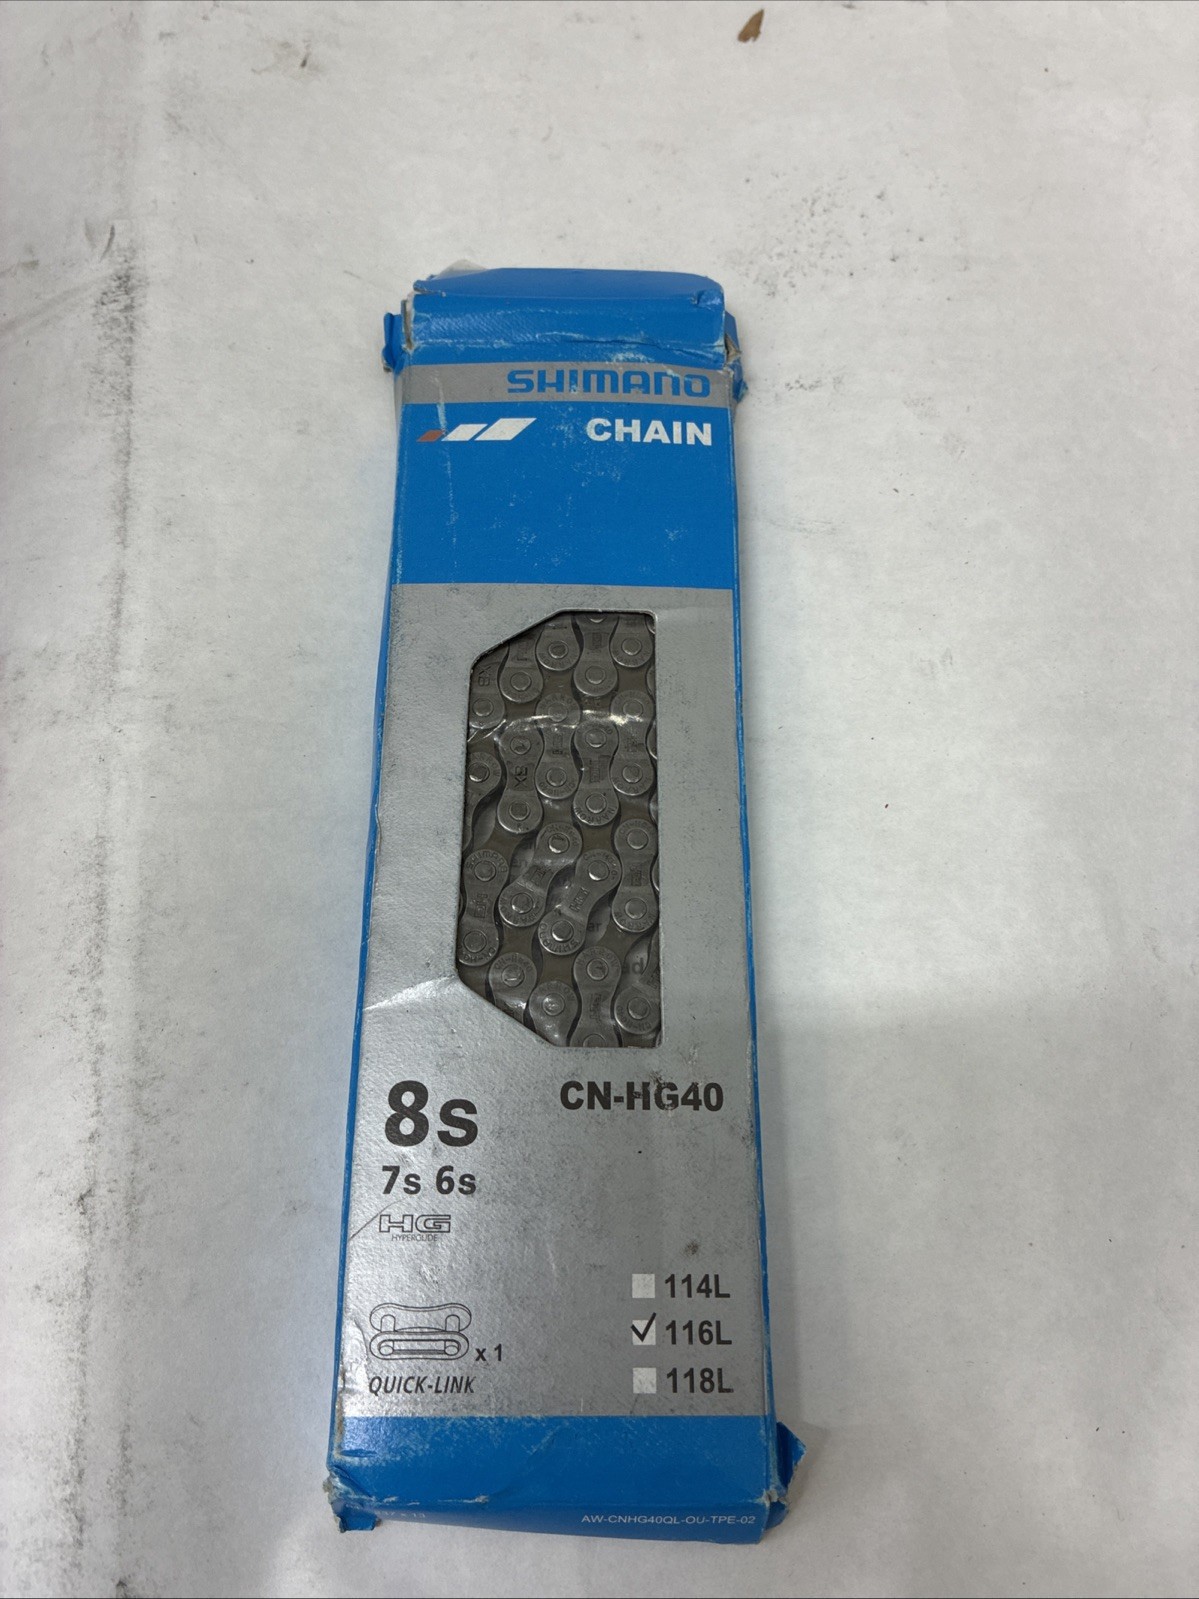 SHIMANO
CHAIN
8s
CN-HG40
7s 6s
HG
HYPERGLIDE
114L
116L
x 1
QUICK-LINK
118L
AW-CNHG40QL-OU-TPE-02